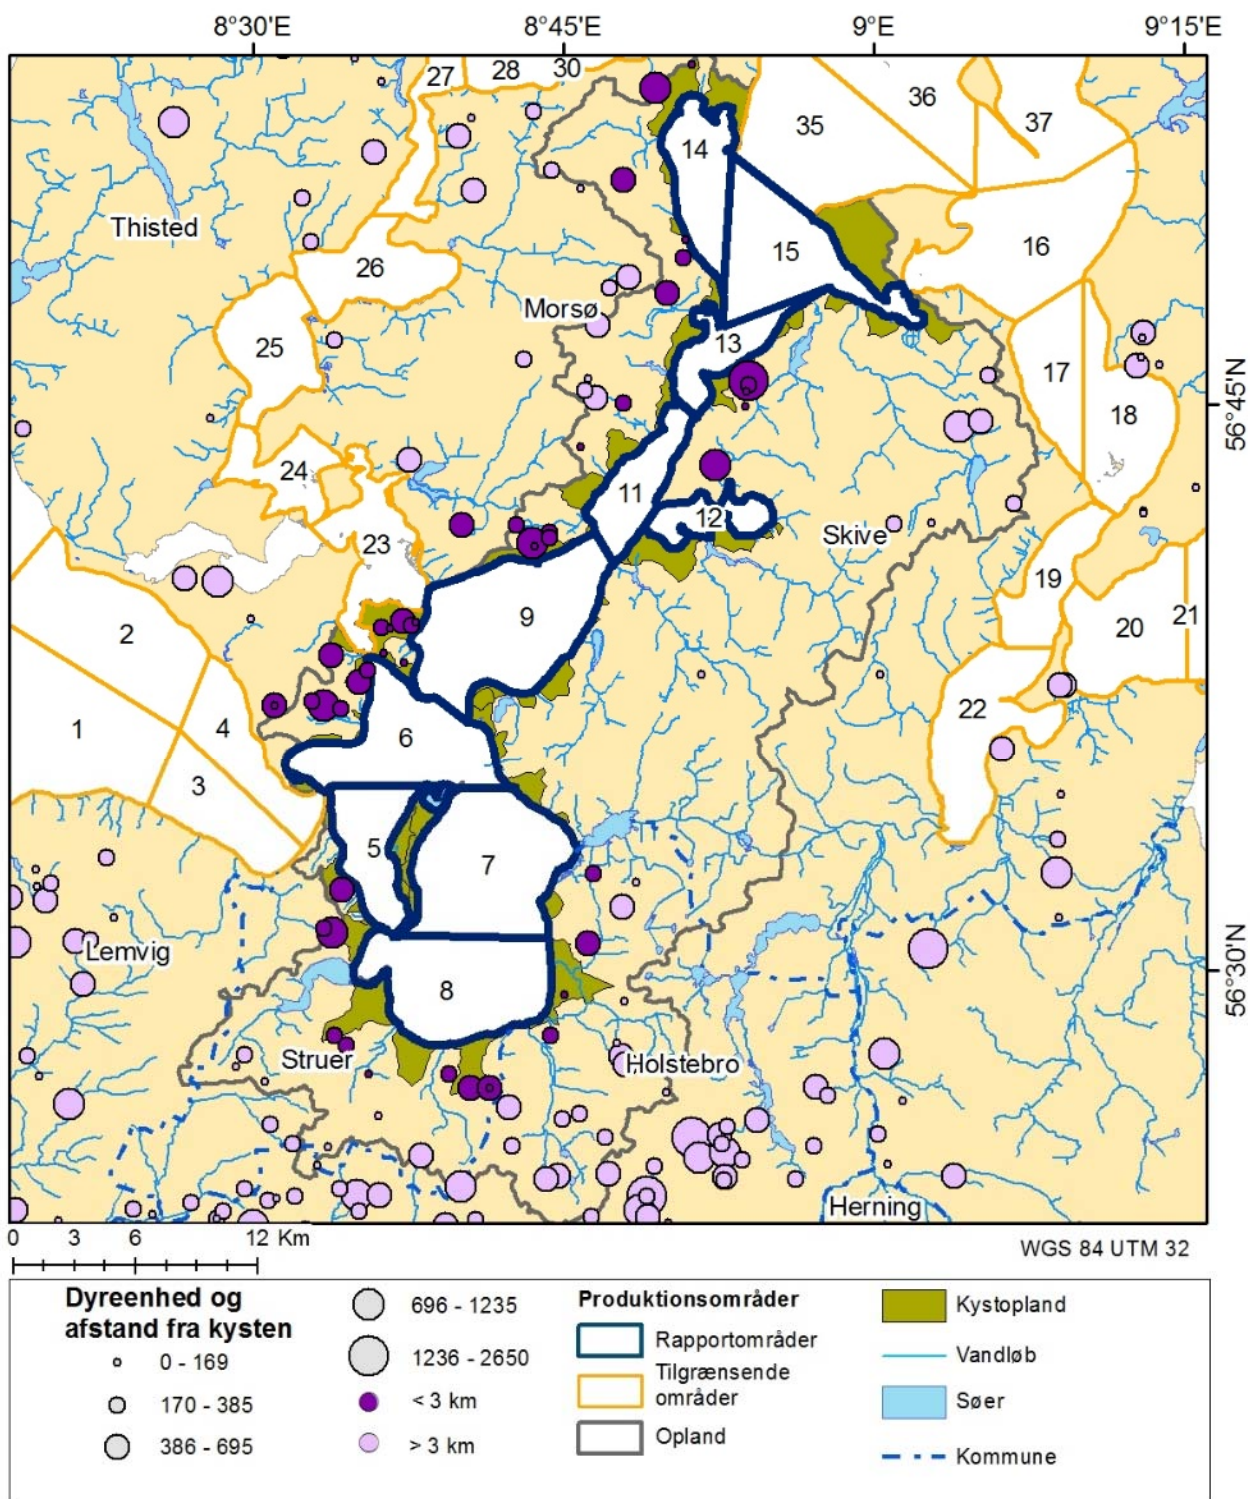 8°30'E 8°45'E 9°E 9°15'E
27 28 30
36
35 37
14
Thisted
16
15
26
Morsø
25 13
17
56°45'N
18
24
11
12
23 Skive
19
9
2 20 21
22
1 4 6
3
5 7
Lemvig
56°30'N
8
Struer Holstebro
Herning
0 3 6 12 Km
WGS 84 UTM 32
Dyreenhed og
afstand fra kysten
0 - 169
170 - 385
386 - 695
696 - 1235
1236 - 2650
< 3 km
> 3 km
Produktionsområder
Rapportområder
Tilgrænsende
områder
Opland
Kystopland
Vandløb
Søer
Kommune